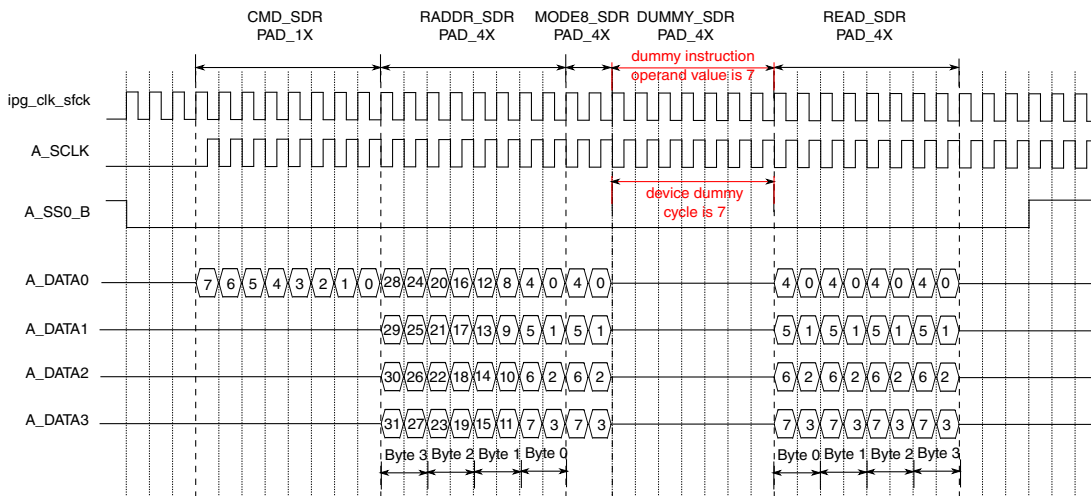 CMD_SDR RADDR_SDR MODE8_SDR DUMMY_SDR READ_SDR
PAD_1X PAD_4X PAD_4X PAD_4X PAD_4X
dummy instruction
operand value is 7
ipg_clk_sfck
A_SCLK
device dummy
cycle is 7
A_SS0_B
A_DATA0 7 6 5 4 3 2 1 0 28 24 20 16 12 8 4 0 4 0 4 0 4 0 4 0 4 0
A_DATA1 29 25 21 17 13 9 5 1 5 1 5 1 5 1 5 1 5 1
A_DATA2 30 26 22 18 14 10 6 2 6 2 6 2 6 2 6 2 6 2
A_DATA3 31 27 23 19 15 11 7 3 7 3 7 3 7 3 7 3 7 3
Byte 3 Byte 2 Byte 1 Byte 0 Byte 0 Byte 1 Byte 2 Byte 3